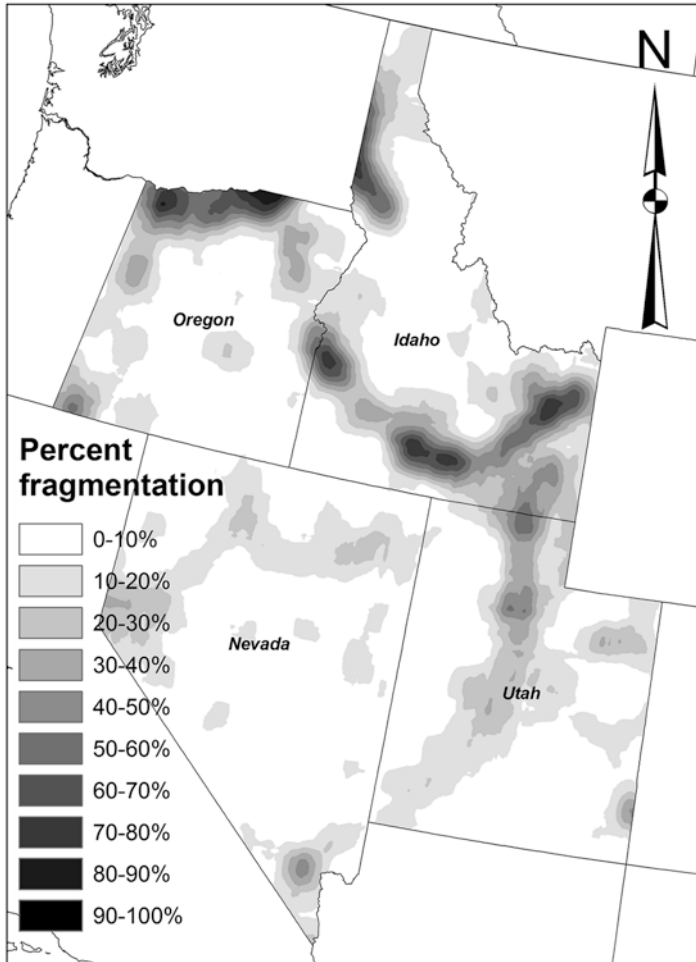 N
Oregon
Idaho
Percent
fragmentation
0-10%
10-20%
20-30%
30-40%
40-50%
50-60%
60-70%
70-80%
80-90%
90-100%
Nevada
Utah